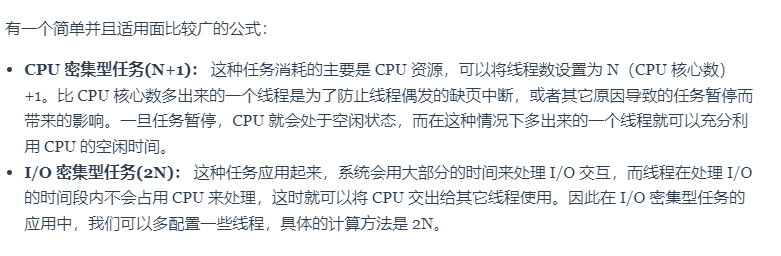 有一个简单并且适用面比较广的公式：
• CPU 密集型任务(N+1)： 这种任务消耗的主要是 CPU 资源，可以将线程数设置为 N（CPU 核心数）
+1。比 CPU 核心数多出来的一个线程是为了防止线程偶发的缺页中断，或者其它原因导致的任务暂停而
带来的影响。一旦任务暂停，CPU 就会处于空闲状态，而在这种情况下多出来的一个线程就可以充分利
用 CPU 的空闲时间。
• I/O 密集型任务(2N)： 这种任务应用起来，系统会用大部分的时间来处理 I/O 交互，而线程在处理 I/O
的时间段内不会占用 CPU 来处理，这时就可以将 CPU 交出给其它线程使用。因此在 I/O 密集型任务的
应用中，我们可以多配置一些线程，具体的计算方法是 2N。